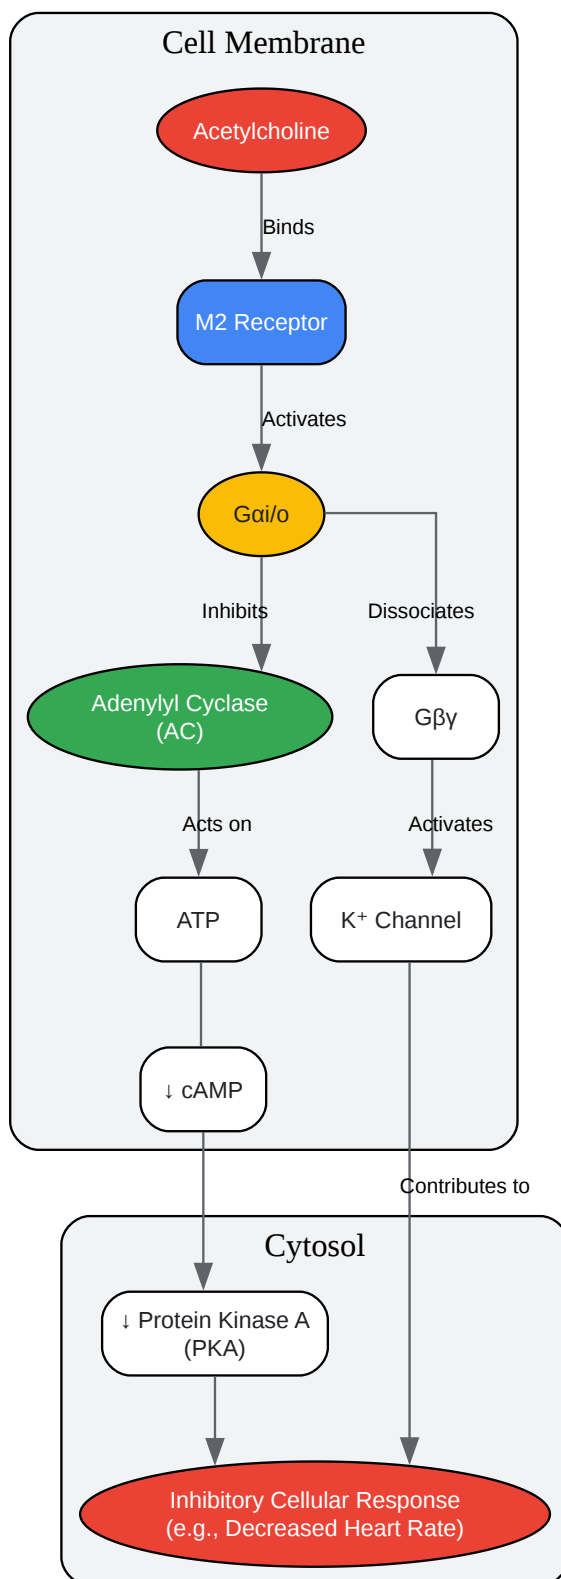 Cell Membrane
Acetylcholine
Binds
M2 Receptor
Activates
Gαi/o
Inhibits
Dissociates
Adenylyl Cyclase
(AC)
Gβγ
Acts on
Activates
ATP
K⁺ Channel
↓ cAMP
Contributes to
Cytosol
↓ Protein Kinase A
(PKA)
Inhibitory Cellular Response
(e.g., Decreased Heart Rate)